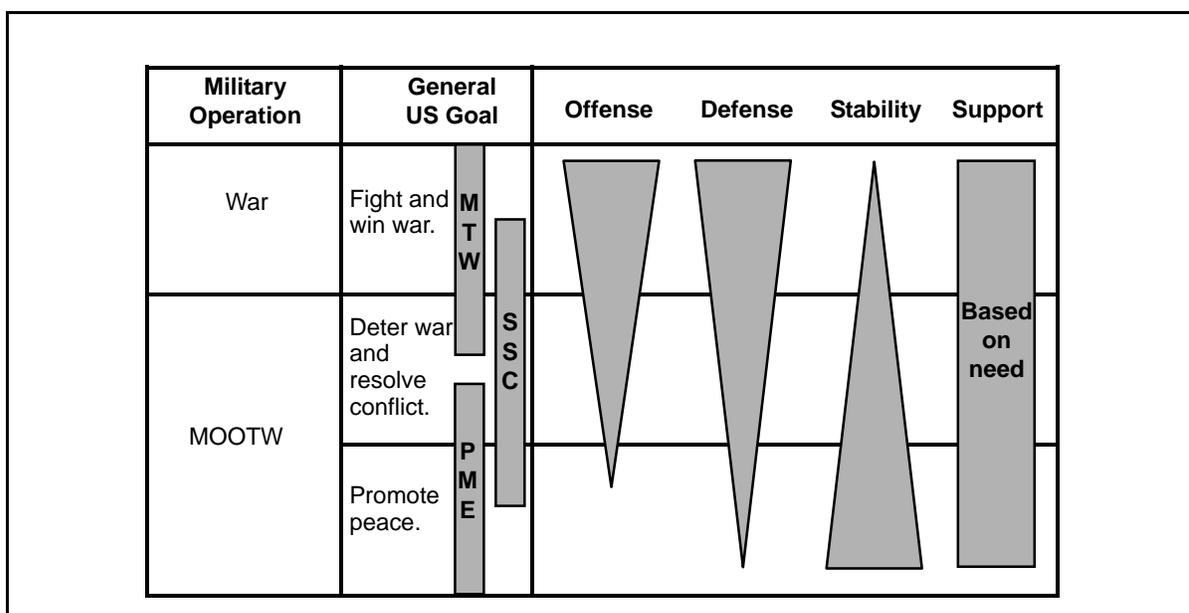 Military
Operation
General
US Goal
Offense
Defense
Stability
Support
War
Fight and
win war.
M
T
W
S
S
C
Based
on
need
MOOTW
Deter war
and
resolve
conflict.
P
M
E
Promote
peace.